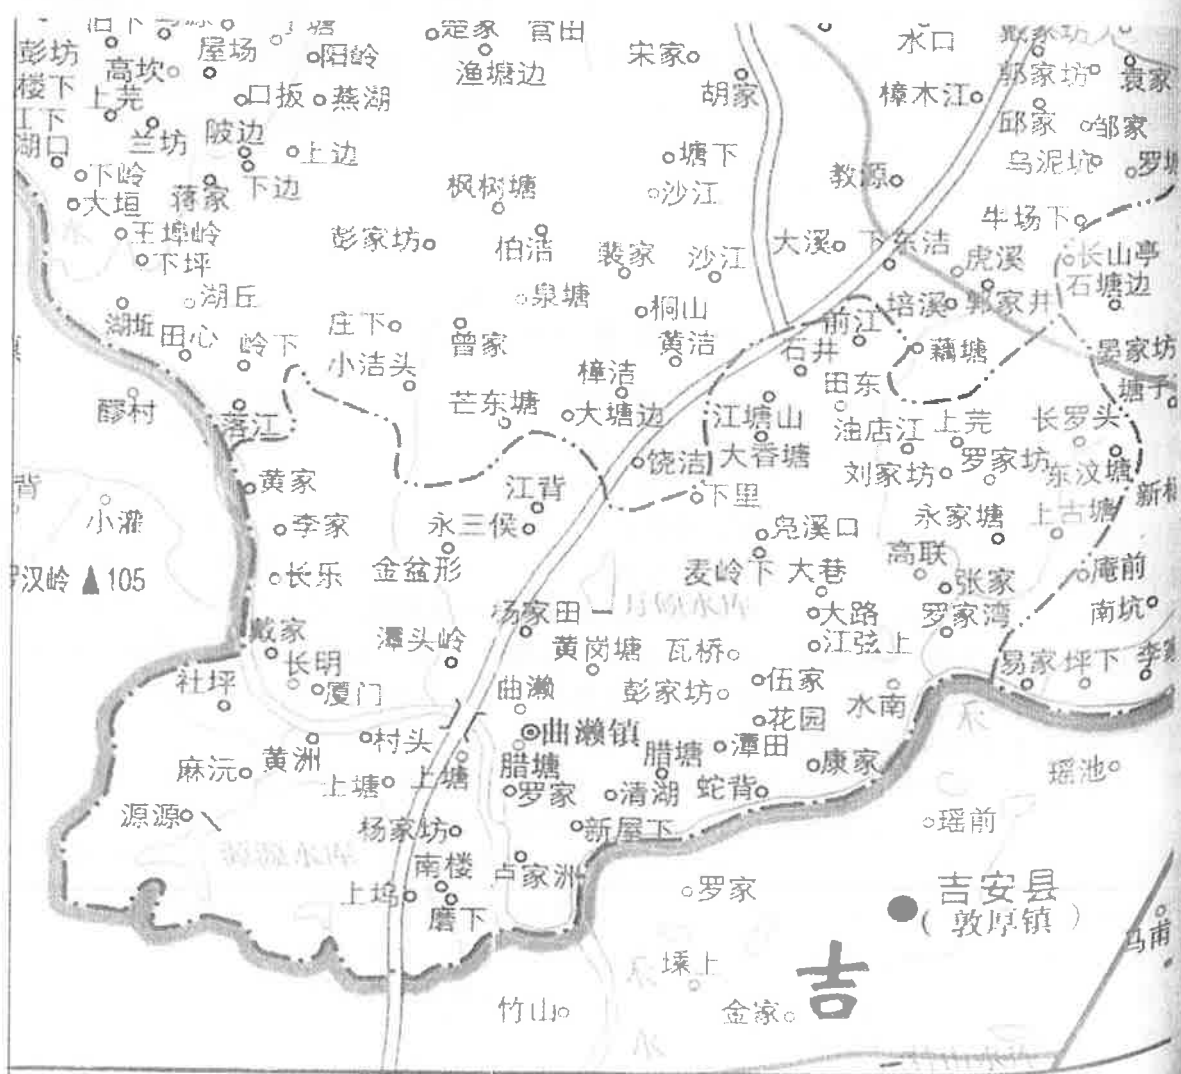 楚家
官田
彭坊
屋场
阳岭
宋家
水口
高坎
渔塘边
郭家坊
袁家
楼下
上芫
口扳
燕湖
胡家
樟木江
邱家
邹家
湖口
兰坊
陂边
上边
塘下
乌泥坑
下岭
教源
大垣
蒋家
下边
枫树塘
沙江
牛场下
王埠岭
彭家坊
柏洁
裴家
沙江
大溪
下东洁
虎溪
长山亭
下坪
石塘边
湖丘
泉塘
桐山
培溪
郭家井
田心
岭下
庄下
曾家
黄洁
前江
石井
藕塘
晏家坊
小洁头
樟洁
田东
塘子
醪村
落江
芒东塘
大塘边
江塘山
油店江
上芫
长罗头
黄家
饶洁
大香塘
刘家坊
罗家坊
东汶塘
背
江背
下里
小灌
李家
永三侯
凫溪口
永家塘
上古塘
罗汉岭 ▲ 105
长乐
金盆形
麦岭下
大巷
高联
张家
庵前
杨家田
大路
罗家湾
南坑
戴家
潭头岭
黄岗塘
瓦桥
江弦上
易家
坪下
社坪
长明
厦门
曲濑
彭家坊
伍家
水南
花园
曲濑镇
麻沅
黄洲
村头
腊塘
腊塘
潭田
康家
瑶池
上塘
上塘
罗家
清湖
蛇背
源源
杨家坊
新屋下
瑶前
南楼
卢家洲
上坞
磨下
罗家
吉安县
（敦厚镇）
马甫
吉
竹山
金家